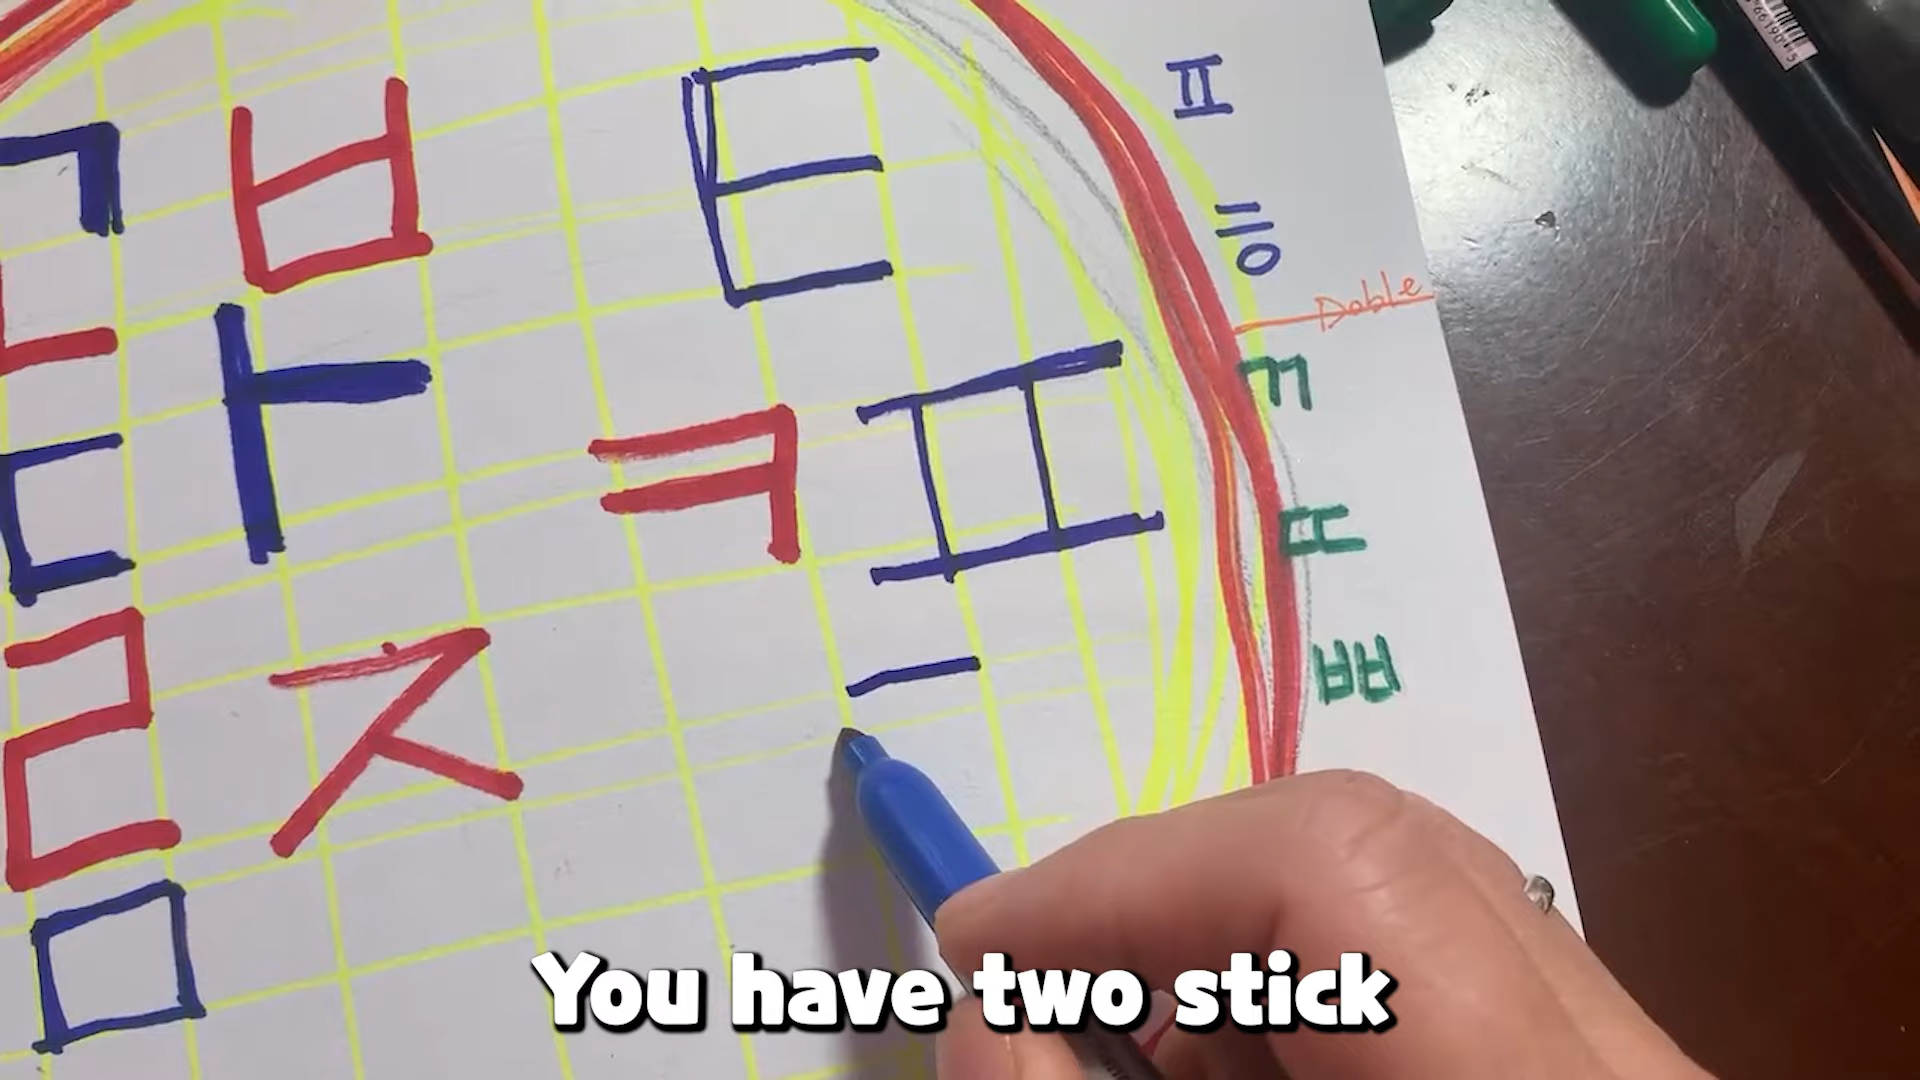 ㄱ
ㄴ
ㄷ
ㄹ
ㅁ
ㅂ
ㅏ
ㅈ
ㅋ
ㅌ
ㅍ
ㅡ
ㅍ
ㅎ
Doble
ㄲ
ㄸ
ㅃ
You have two stick